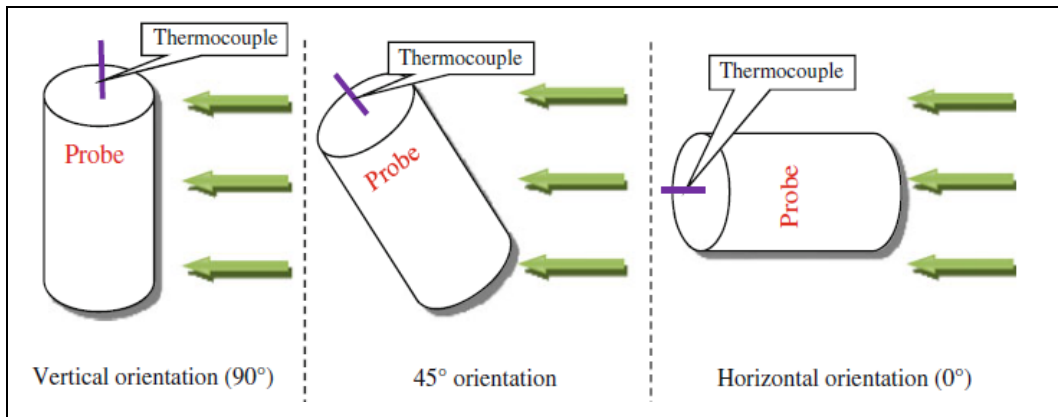 Thermocouple
Probe
Vertical orientation (90°)
Thermocouple
Probe
45° orientation
Thermocouple
Probe
Horizontal orientation (0°)